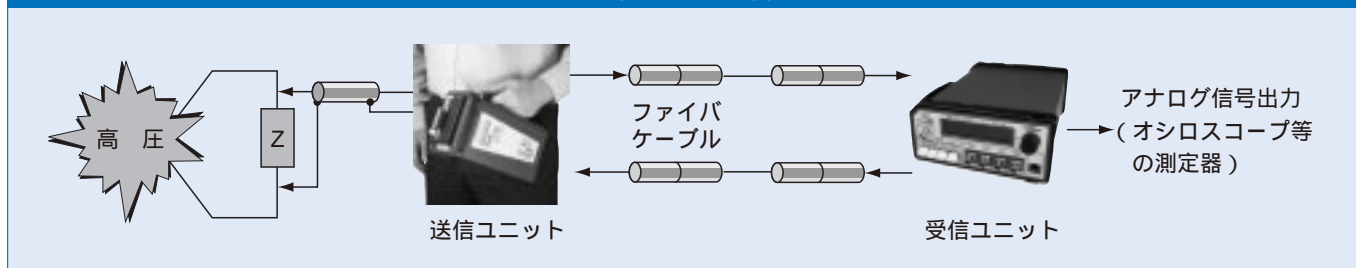 高 圧
Z
ファイバ
ケーブル
送信ユニット
受信ユニット
アナログ信号出力
(オシロスコープ等
の測定器)